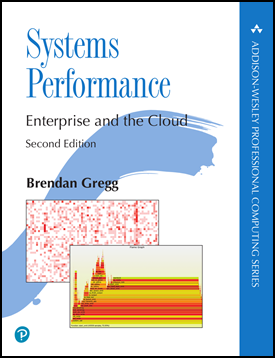 Systems
Performance
Enterprise and the Cloud
Second Edition
Brendan Gregg
ADDISON-WESLEY PROFESSIONAL COMPUTING SERIES
P